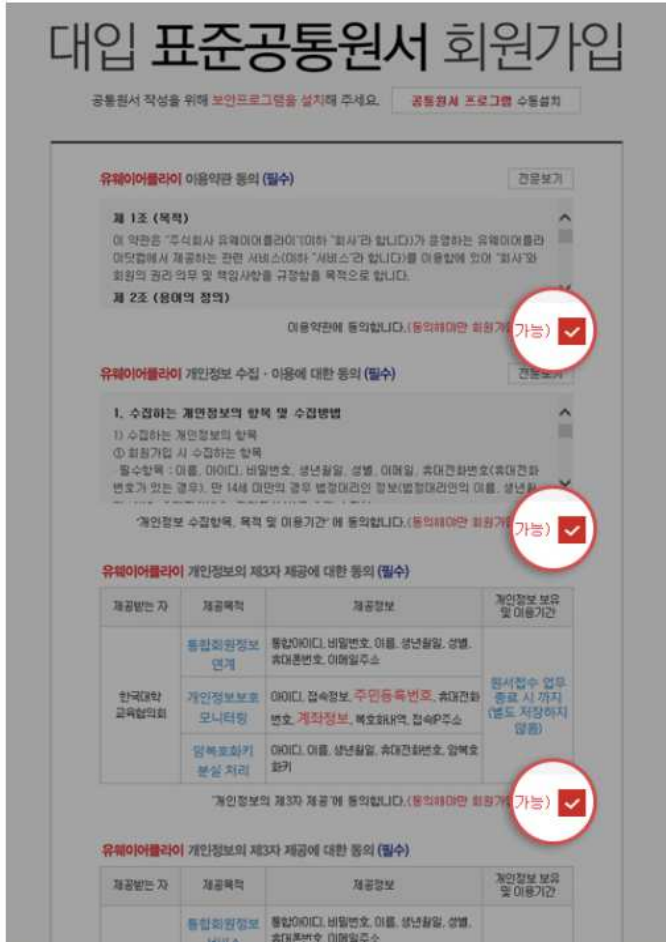 대입 표준공통원서 회원가입
공통원서 작성을 위해 보안프로그램을 설치해 주세요. 공통원서 프로그램 수동설치
유웨이어플라이 이용약관 동의 (필수) 전문보기
제 1조 (목적)
이 약관은 "주식회사 유웨이어플라이"(이하 "회사"라 합니다)가 운영하는 유웨이어플라
이닷컴에서 제공하는 관련 서비스(이하 "서비스"라 합니다)를 이용함에 있어 "회사"와
회원의 권리 의무 및 책임사항을 규정함을 목적으로 합니다.
제 2조 (용어의 정의)
이용약관에 동의합니다.(동의해야만 회원가 가능)
유웨이어플라이 개인정보 수집·이용에 대한 동의 (필수) 전문보기
1. 수집하는 개인정보의 항목 및 수집방법
1) 수집하는 개인정보의 항목
① 회원가입 시 수집하는 항목
- 필수항목 : 이름, 아이디, 비밀번호, 생년월일, 성별, 이메일, 휴대전화번호(휴대전화
번호가 있는 경우), 만 14세 미만의 경우 법정대리인 정보(법정대리인의 이름, 생년월
'개인정보 수집항목, 목적 및 이용기간' 에 동의합니다.(동의해야만 회원가 가능)
유웨이어플라이 개인정보의 제3자 제공에 대한 동의 (필수)
제공받는 자 제공목적 제공정보 개인정보 보유
및 이용기간
한국대학
교육협의회
통합회원정보
연계
통합아이디, 비밀번호, 이름, 생년월일, 성별,
휴대폰번호, 이메일주소
개인정보보호
모니터링
아이디, 접속정보, 주민등록번호, 휴대전화
번호, 계좌정보, 복호화내역, 접속IP주소
암복호화키
분실 처리
아이디, 이름, 생년월일, 휴대전화번호, 암복호
화키
원서접수 업무
종료 시 까지
(별도 저장하지
않음)
'개인정보의 제3자 제공'에 동의합니다.(동의해야만 회원가 가능)
유웨이어플라이 개인정보의 제3자 제공에 대한 동의 (필수)
제공받는 자 제공목적 제공정보 개인정보 보유
및 이용기간
통합회원정보
서비스
통합아이디, 비밀번호, 이름, 생년월일, 성별,
휴대폰번호, 이메일주소